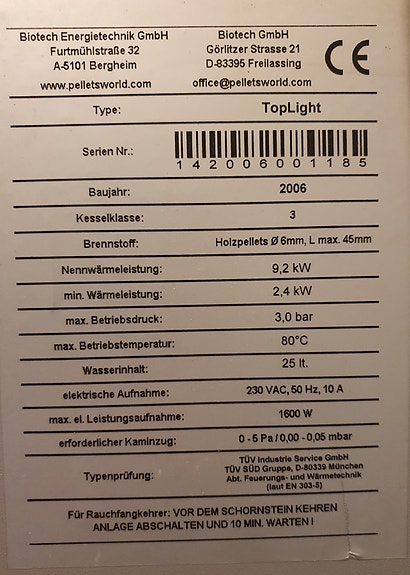 Biotech Energietechnik GmbH
Furtmühlstraße 32
A-5101 Bergheim
www.pelletsworld.com
Biotech GmbH
Görlitzer Strasse 21
D-83395 Freilassing
office@pelletsworld.com
CE
Type: TopLight
Serien Nr.: 142006001185
Baujahr: 2006
Kesselklasse: 3
Brennstoff: Holzpellets Ø 6mm, L max. 45mm
Nennwärmeleistung: 9,2 kW
min. Wärmeleistung: 2,4 kW
max. Betriebsdruck: 3,0 bar
max. Betriebstemperatur: 80°C
Wasserinhalt: 25 lt.
elektrische Aufnahme: 230 VAC, 50 Hz, 10 A
max. el. Leistungsaufnahme: 1600 W
erforderlicher Kaminzug: 0 - 5 Pa / 0,00 - 0,05 mbar
Typenprüfung: TÜV Industrie Service GmbH
TÜV SÜD Gruppe, D-80339 München
Abt. Feuerungs- und Wärmetechnik
(laut EN 303-5)
Für Rauchfangkehrer: VOR DEM SCHORNSTEIN KEHREN
ANLAGE ABSCHALTEN UND 10 MIN. WARTEN !